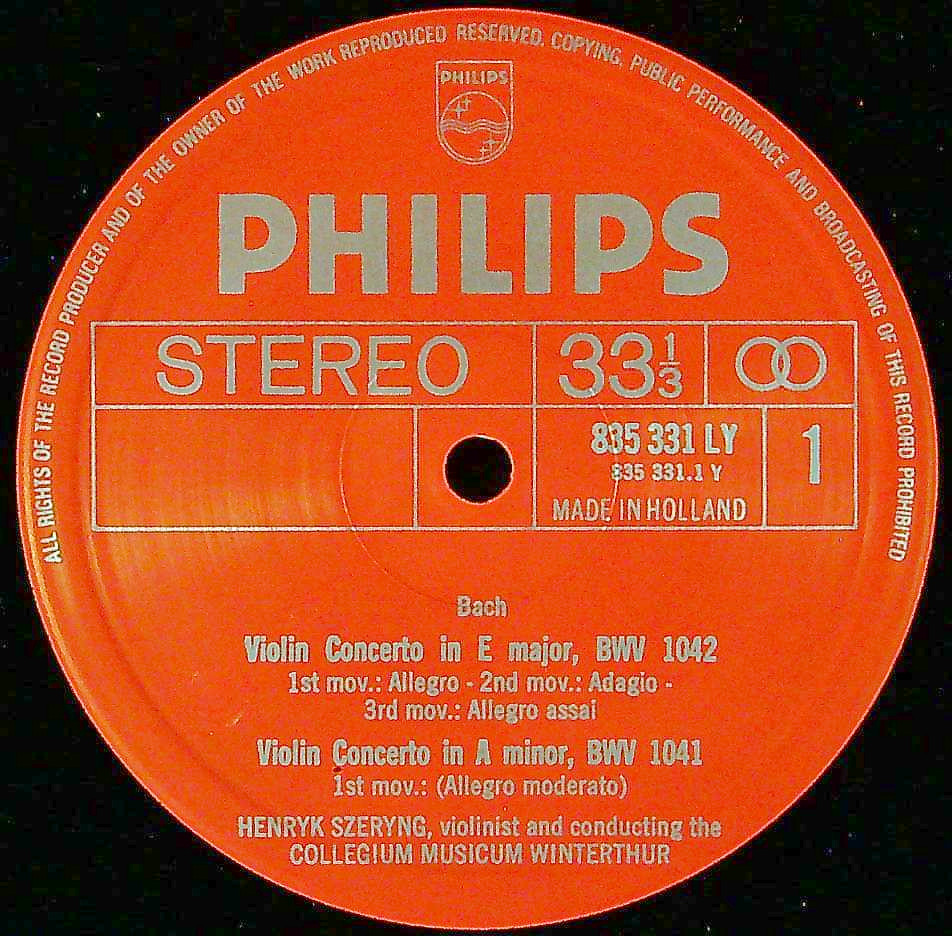 ALL RIGHTS OF THE RECORD PRODUCER AND OF THE OWNER OF THE WORK REPRODUCED RESERVED. COPYING, PUBLIC PERFORMANCE AND BROADCASTING OF THIS RECORD PROHIBITED
PHILIPS
PHILIPS
STEREO 33 1/3
835 331 LY 1
835 331.1 Y
MADE IN HOLLAND
Bach
Violin Concerto in E major, BWV 1042
1st mov.: Allegro - 2nd mov.: Adagio -
3rd mov.: Allegro assai
Violin Concerto in A minor, BWV 1041
1st mov.: (Allegro moderato)
HENRYK SZERYNG, violinist and conducting the
COLLEGIUM MUSICUM WINTERTHUR